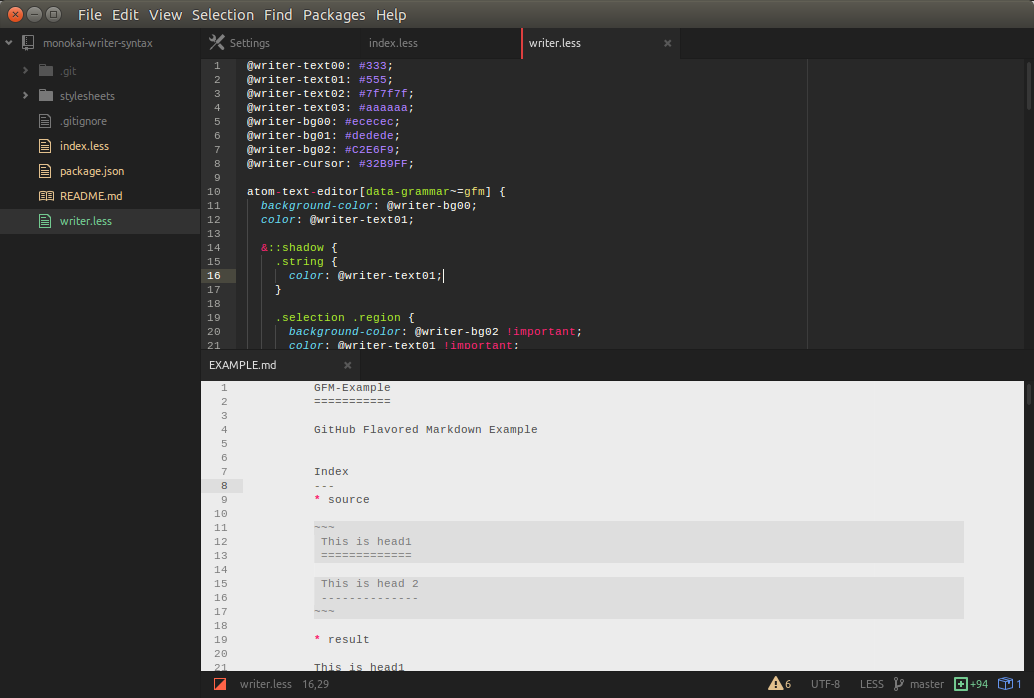 File Edit View Selection Find Packages Help
monokai-writer-syntax
.git
stylesheets
.gitignore
index.less
package.json
README.md
writer.less
Settings index.less writer.less ×
1 @writer-text00: #333;
2 @writer-text01: #555;
3 @writer-text02: #7f7f7f;
4 @writer-text03: #aaaaaa;
5 @writer-bg00: #ececec;
6 @writer-bg01: #dedede;
7 @writer-bg02: #C2E6F9;
8 @writer-cursor: #32B9FF;
9
10 atom-text-editor[data-grammar~=gfm] {
11 background-color: @writer-bg00;
12 color: @writer-text01;
13
14 &::shadow {
15 .string {
16 color: @writer-text01;
17 }
18
19 .selection .region {
20 background-color: @writer-bg02 !important;
21 color: @writer-text01 !important;
EXAMPLE.md ×
1 GFM-Example
2 ===========
3
4 GitHub Flavored Markdown Example
5
6
7 Index
8 ---
9 * source
10
11 ~~~
12 This is head1
13 =============
14
15 This is head 2
16 --------------
17 ~~~
18
19 * result
20
21 This is head1
writer.less 16,29 6 UTF-8 LESS master +94 1